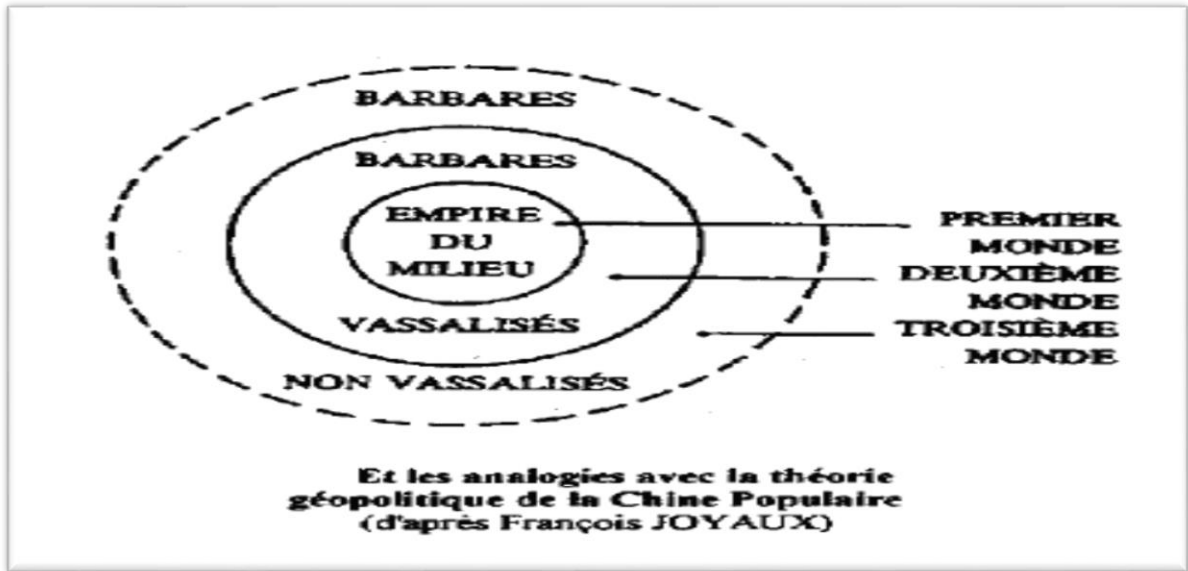 BARBARES
BARBARES
EMPIRE
DU
MILIEU
VASSALISÉS
NON VASSALISÉS
PREMIER
MONDE
DEUXIÈME
MONDE
TROISIÈME
MONDE
Et les analogies avec la théorie
géopolitique de la Chine Populaire
(d'après François JOYAUX)